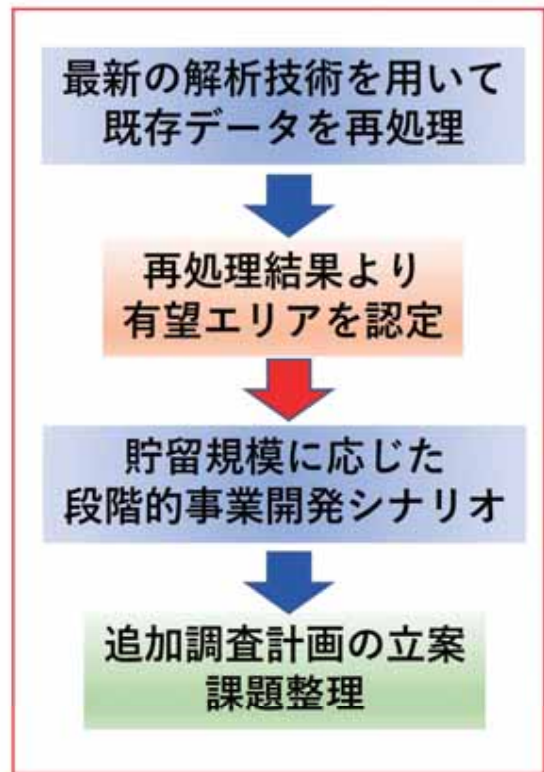 最新の解析技術を用いて
既存データを再処理
再処理結果より
有望エリアを認定
貯留規模に応じた
段階的事業開発シナリオ
追加調査計画の立案
課題整理